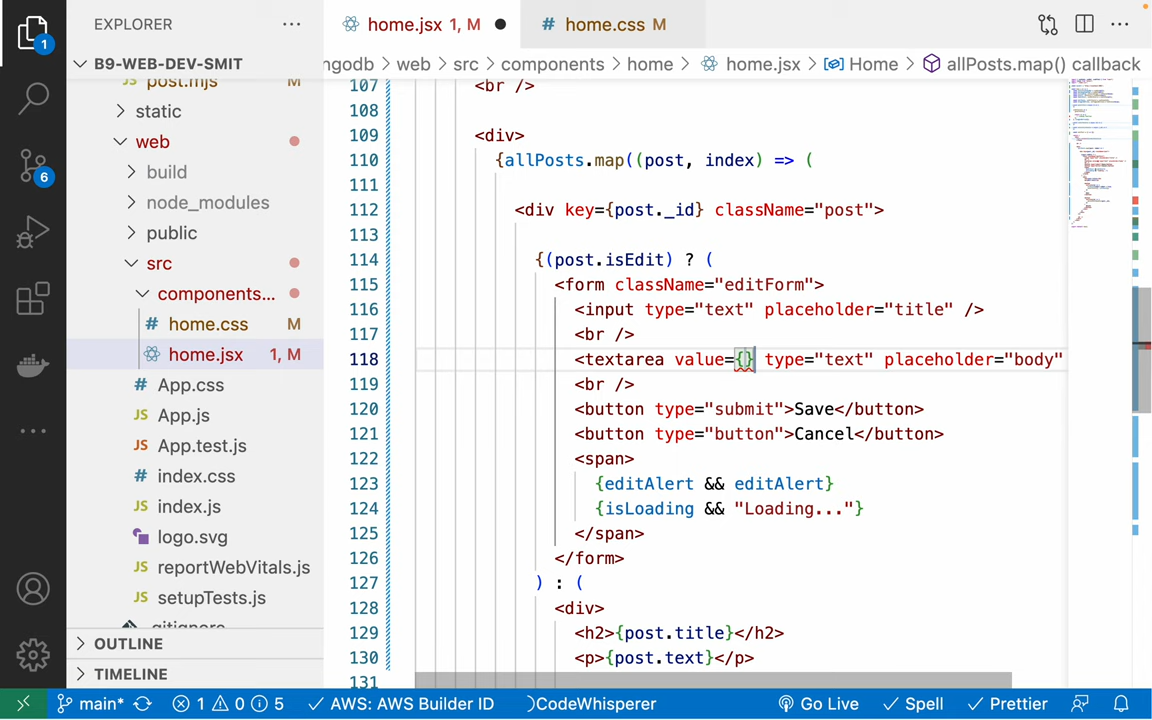 EXPLORER
home.jsx 1, M
# home.css M
B9-WEB-DEV-SMIT
ngodb > web > src > components > home > home.jsx > Home > allPosts.map() callback
JS post.mjs M
static
web
build
node_modules
public
src
components...
# home.css M
home.jsx 1, M
# App.css
JS App.js
JS App.test.js
# index.css
JS index.js
logo.svg
JS reportWebVitals.js
JS setupTests.js
.gitignore
OUTLINE
TIMELINE
1
6
107 <br />
108
109 <div>
110 {allPosts.map((post, index) => (
111
112 <div key={post._id} className="post">
113
114 {(post.isEdit) ? (
115 <form className="editForm">
116 <input type="text" placeholder="title" />
117 <br />
118 <textarea value={} type="text" placeholder="body"
119 <br />
120 <button type="submit">Save</button>
121 <button type="button">Cancel</button>
122 <span>
123 {editAlert && editAlert}
124 {isLoading && "Loading..."}
125 </span>
126 </form>
127 ) : (
128 <div>
129 <h2>{post.title}</h2>
130 <p>{post.text}</p>
131
main* 1 0 5 AWS: AWS Builder ID CodeWhisperer Go Live Spell Prettier